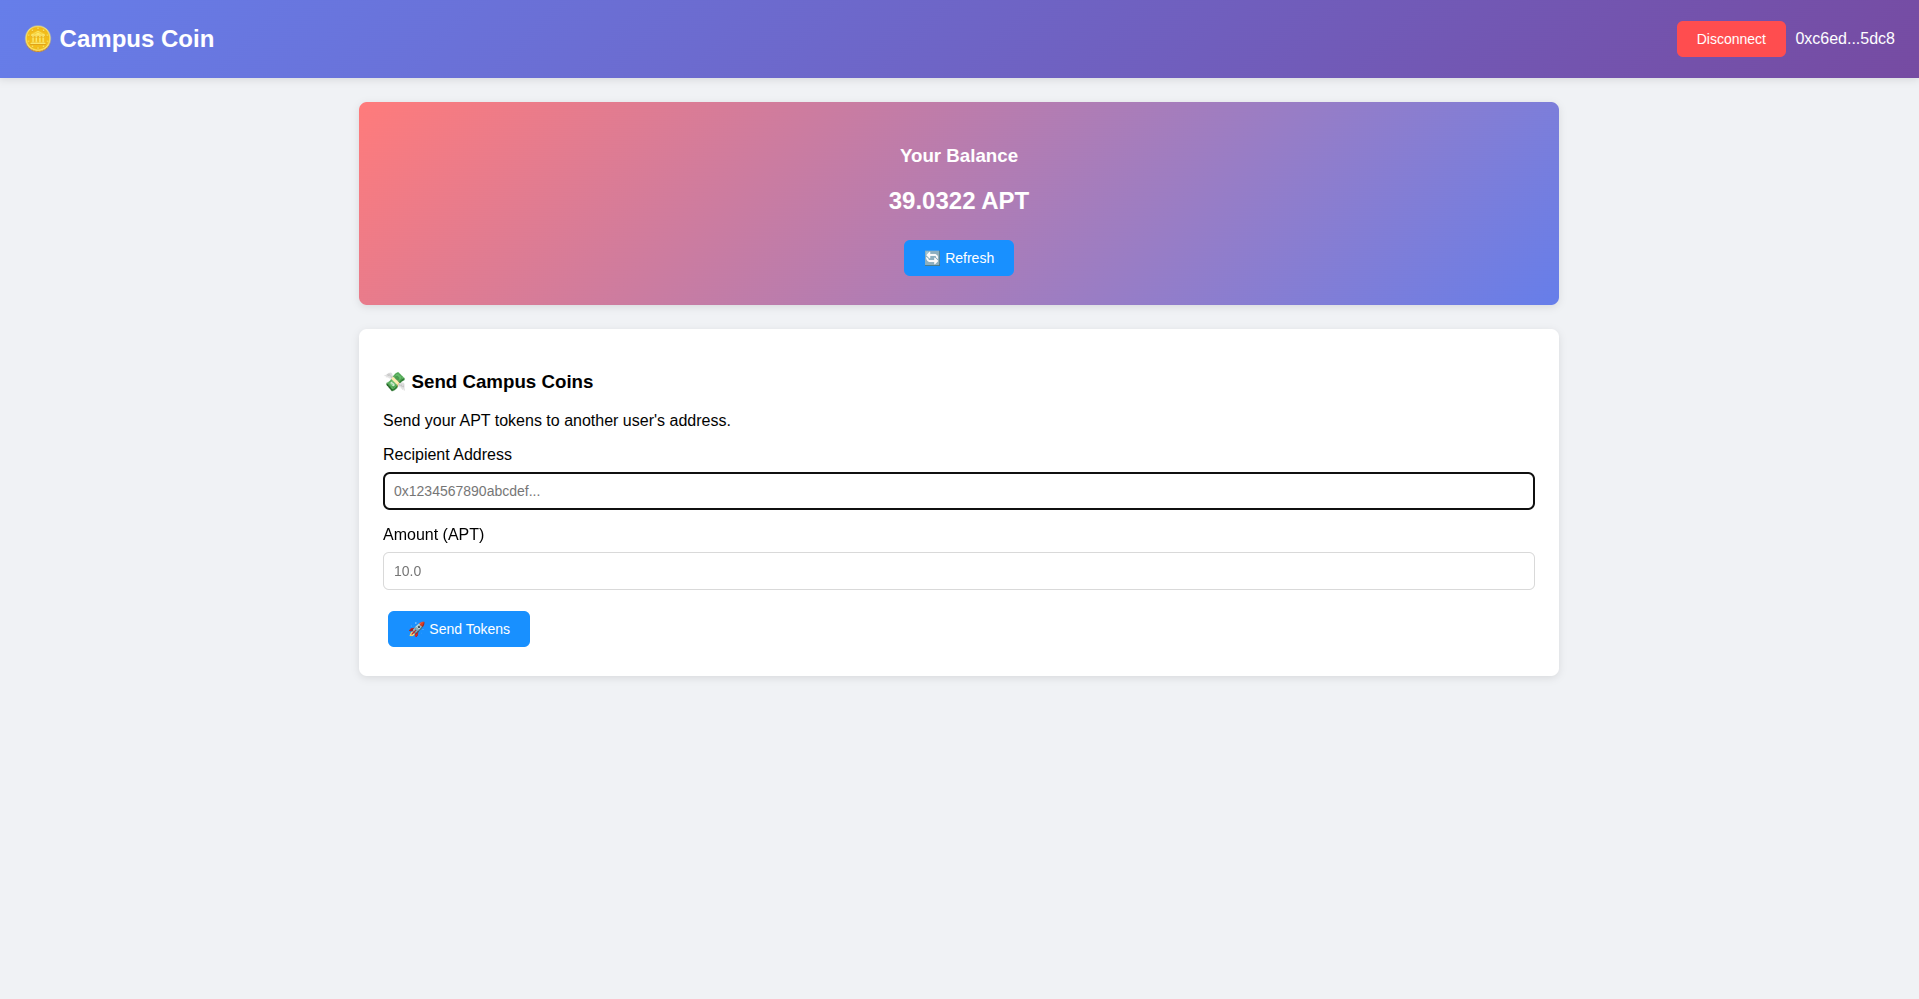 🪙 Campus Coin
Disconnect 0xc6ed...5dc8
Your Balance
39.0322 APT
🔄 Refresh
💸 Send Campus Coins
Send your APT tokens to another user's address.
Recipient Address
0x1234567890abcdef...
Amount (APT)
10.0
🚀 Send Tokens